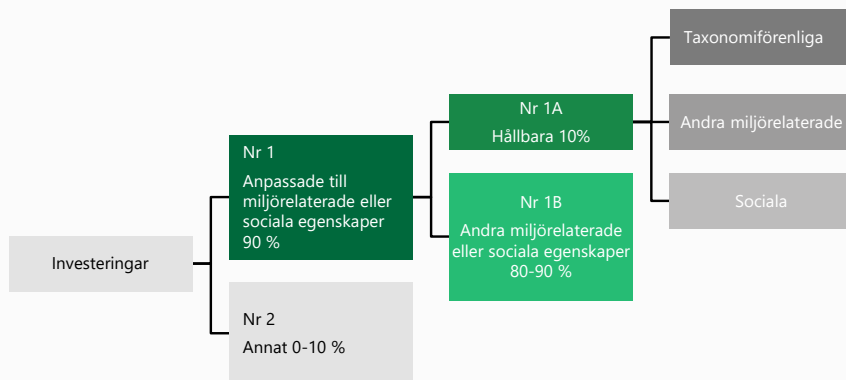 Investeringar
Nr 1
Anpassade till
miljörelaterade eller
sociala egenskaper
90 %
Nr 2
Annat 0-10 %
Nr 1A
Hållbara 10%
Nr 1B
Andra miljörelaterade
eller sociala egenskaper
80-90 %
Taxonomiförenliga
Andra miljörelaterade
Sociala